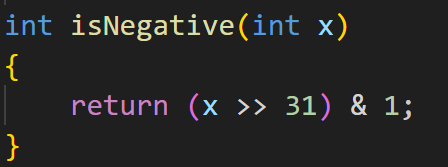 int isNegative(int x)
{
    return (x >> 31) & 1;
}